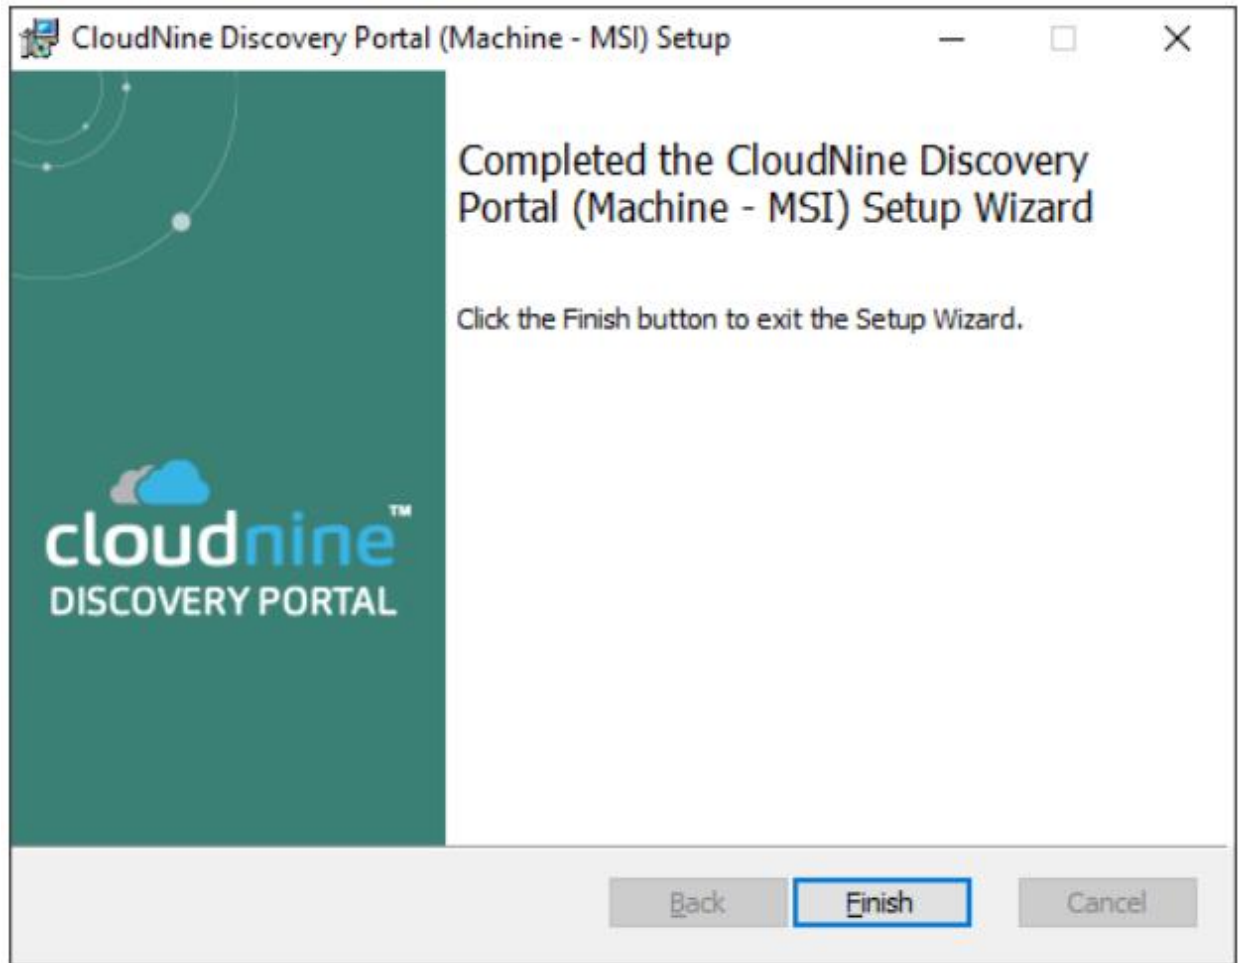 CloudNine Discovery Portal (Machine - MSI) Setup
Completed the CloudNine Discovery
Portal (Machine - MSI) Setup Wizard
Click the Finish button to exit the Setup Wizard.
cloudnine™
DISCOVERY PORTAL
Back
Finish
Cancel